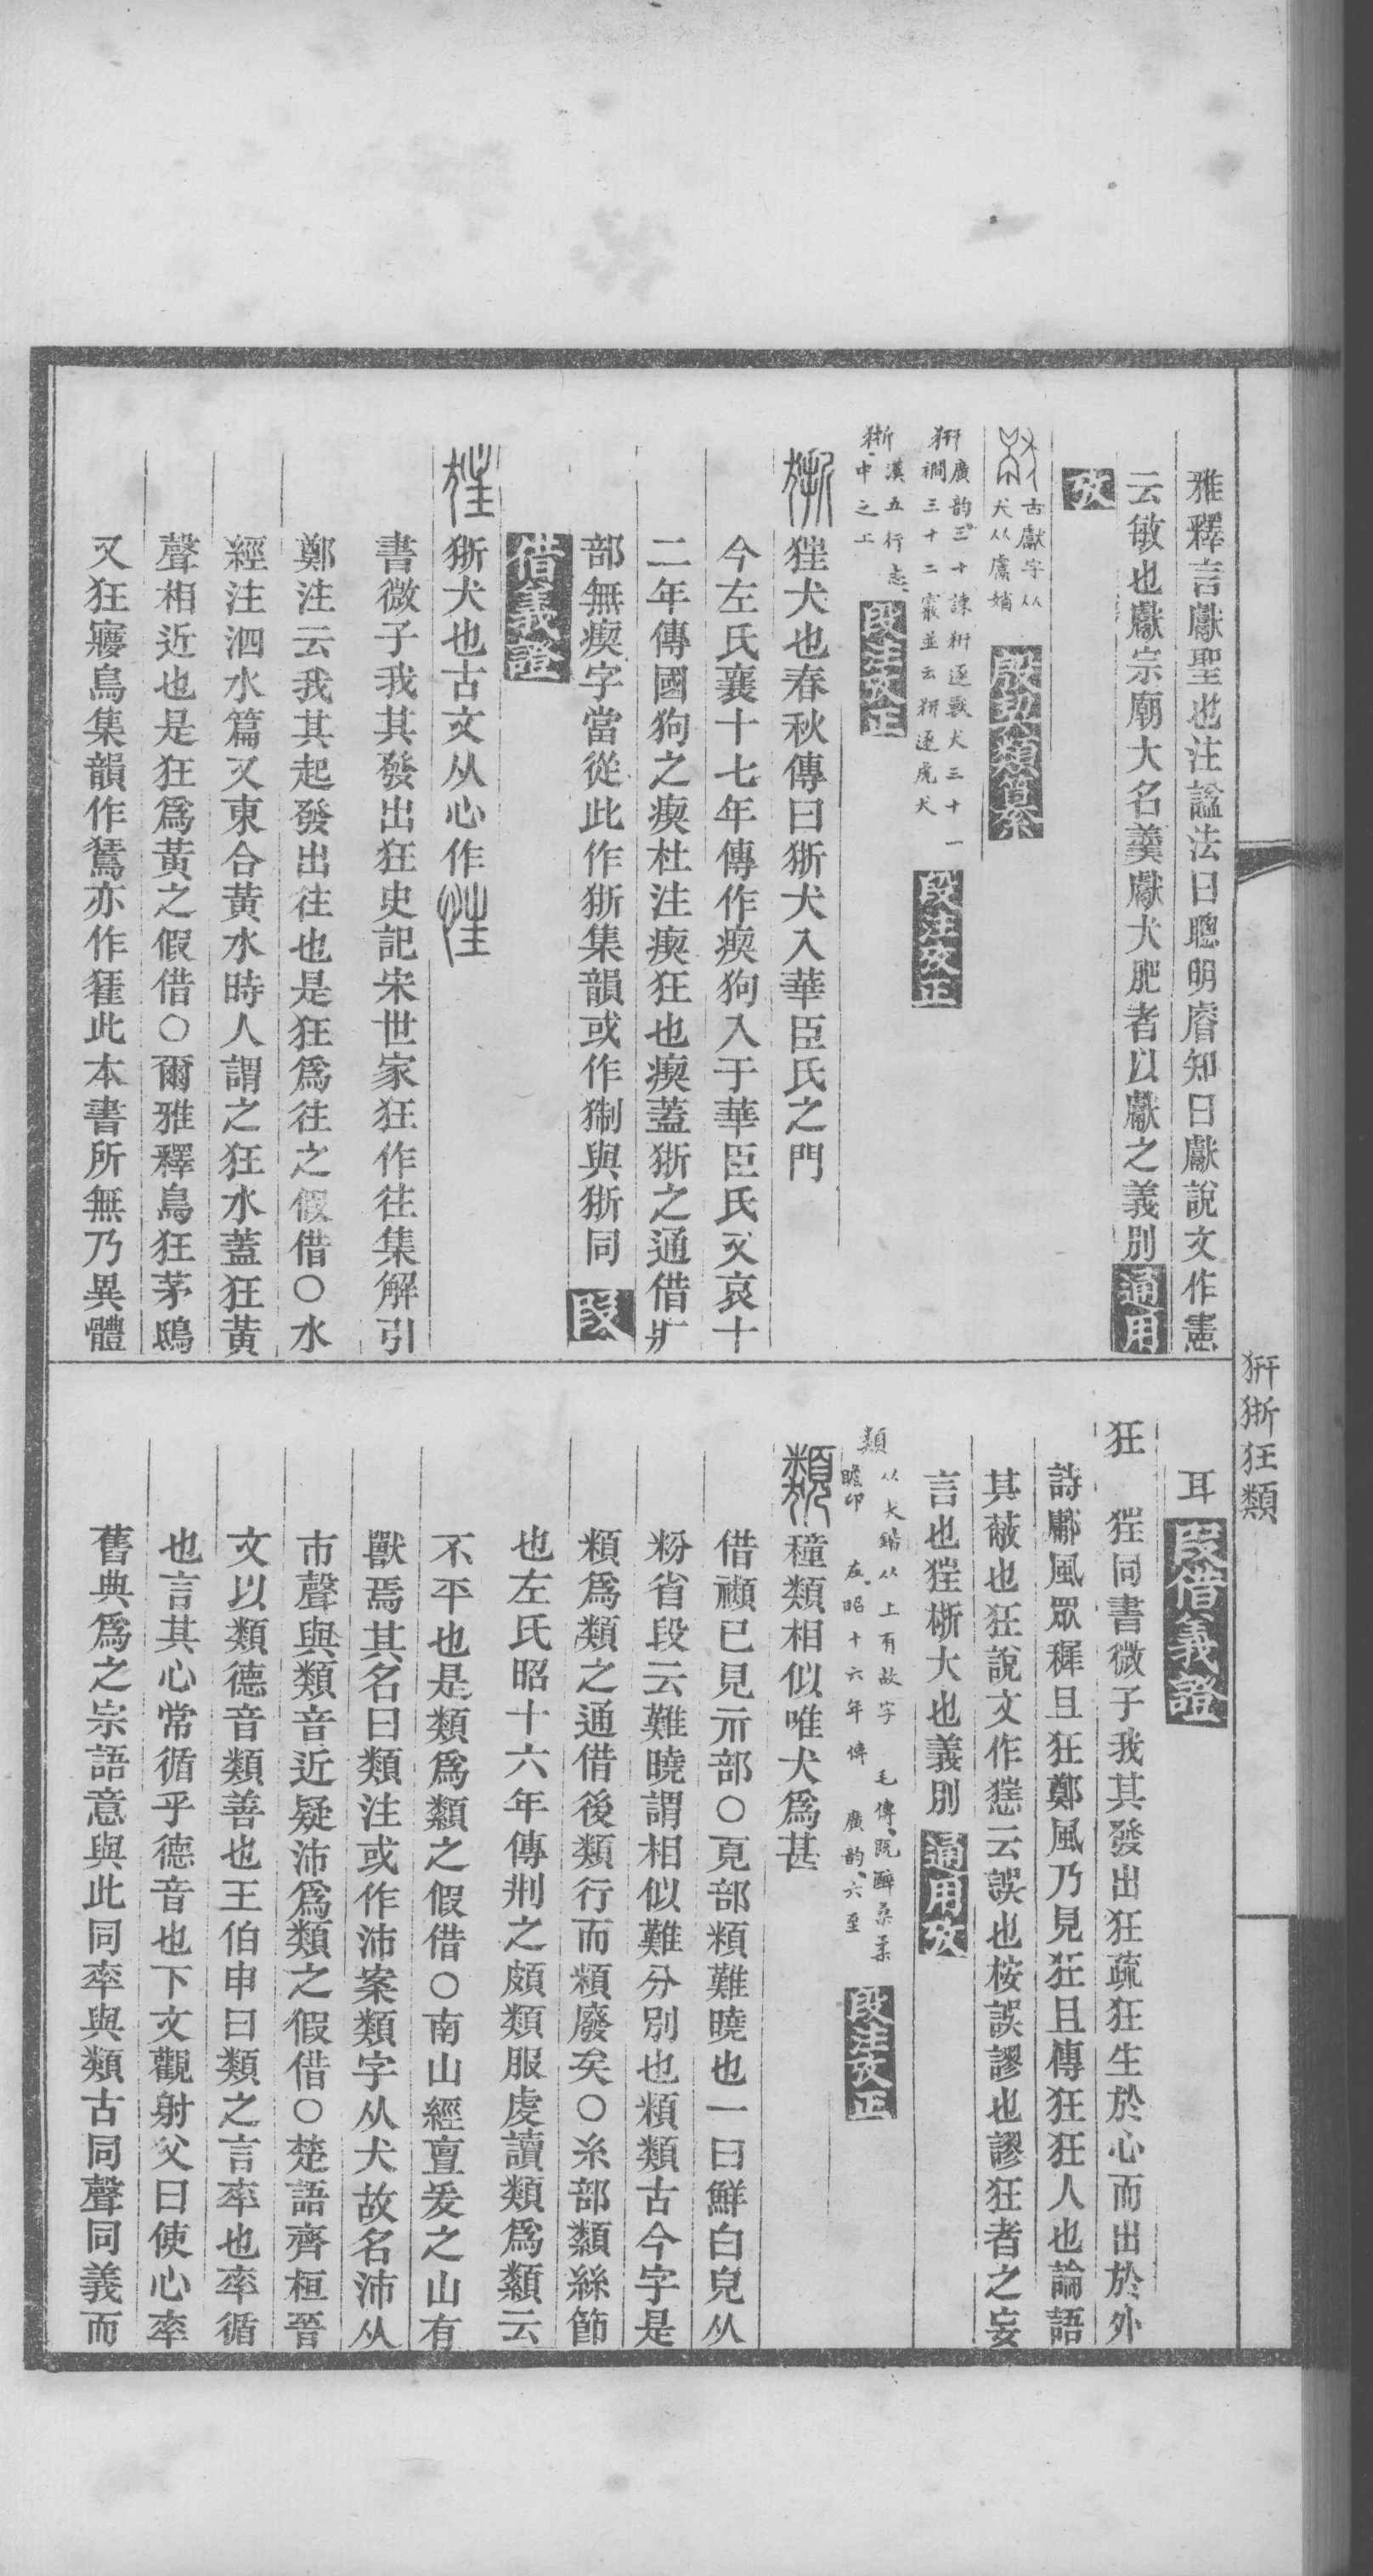 雅釋言獻聖也注諡法曰聰明睿知曰獻說文作憲
云敏也獻宗廟大名羹獻犬肥者以獻之義別通用
攷
古獻字从
犬从鬳媘
殷契類纂
豣廣韵三十諫豣逐獸犬三十一
襉三十二霰並云豣逐虎犬
段注攷正
狾漢五行志
中之上
段注攷正
狾狌犬也春秋傳曰狾犬入華臣氏之門
今左氏襄十七年傳作瘈狗入于華臣氏又哀十
二年傳國狗之瘈杜注瘈狂也瘈蓋狾之通借疒
部無瘈字當從此作狾集韻或作猘與狾同段
借義證
狾犬也古文从心作
書微子我其發出狂史記宋世家狂作往集解引
鄭注云我其起發出往也是狂爲往之假借〇水
經注泗水篇又東合黃水時人謂之狂水蓋狂黃
聲相近也是狂爲黃之假借〇爾雅釋鳥狂茅鴟
又狂㝱鳥集韻作鵟亦作𤢪此本書所無乃異體
豣狾狂類
耳段借義證
狂 狌同書微子我其發出狂疏狂生於心而出於外
詩鄘風眾穉且狂鄭風乃見狂且傳狂狂人也論語
其蔽也狂說文作㤮云誤也桉誤謬也謬狂者之妄
言也狌狾犬也義別通用攷
類从犬鍇从上有故字 毛傳、既醉桑柔
瞻卬 左、昭十六年傳 廣韵、六至
段注攷正
類穜類相似唯犬爲甚
借禷已見示部〇頁部䫶難曉也一曰鮮白皃从
粉省段云難曉謂相似難分別也䫶類古今字是
䫶爲類之通借後類行而䫶廢矣〇糸部纇絲節
也左氏昭十六年傳荆之頗類服虔讀類爲纇云
不平也是類爲纇之假借〇南山經亶爰之山有
獸焉其名曰類注或作沛案類字从犬故名沛从
巿聲與類音近疑沛爲類之假借〇楚語齊桓晉
文以類德音類善也王伯申曰類之言率也率循
也言其心常循乎德音也下文觀射父曰使心率
舊典爲之宗語意與此同率與類古同聲同義而